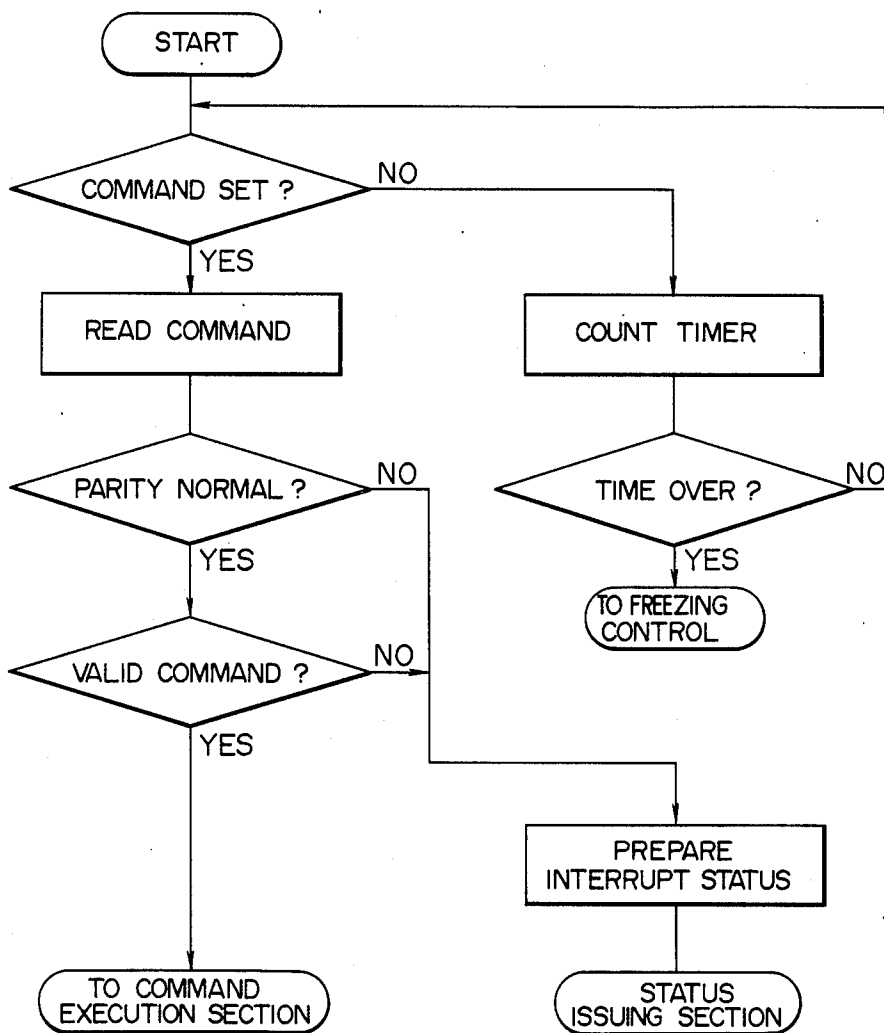 START
COMMAND SET ?
NO
YES
READ COMMAND
COUNT TIMER
PARITY NORMAL ?
NO
TIME OVER ?
NO
YES
YES
TO FREEZING
CONTROL
VALID COMMAND ?
NO
YES
PREPARE
INTERRUPT STATUS
TO COMMAND
EXECUTION SECTION
STATUS
ISSUING SECTION